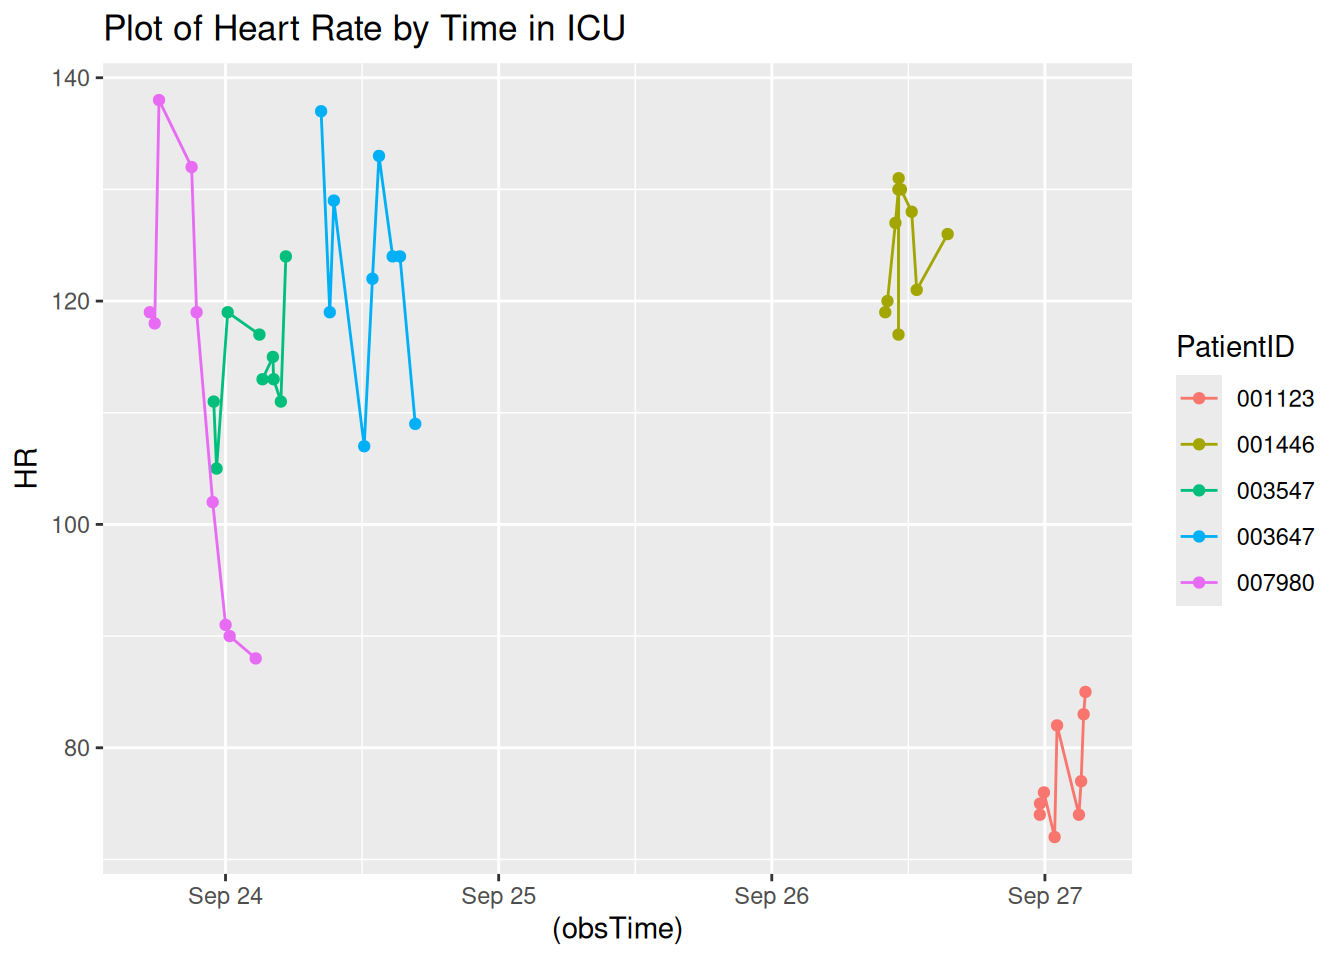 Plot of Heart Rate by Time in ICU
140
120
100
80
HR
Sep 24
Sep 25
Sep 26
Sep 27
(obsTime)
PatientID
001123
001446
003547
003647
007980